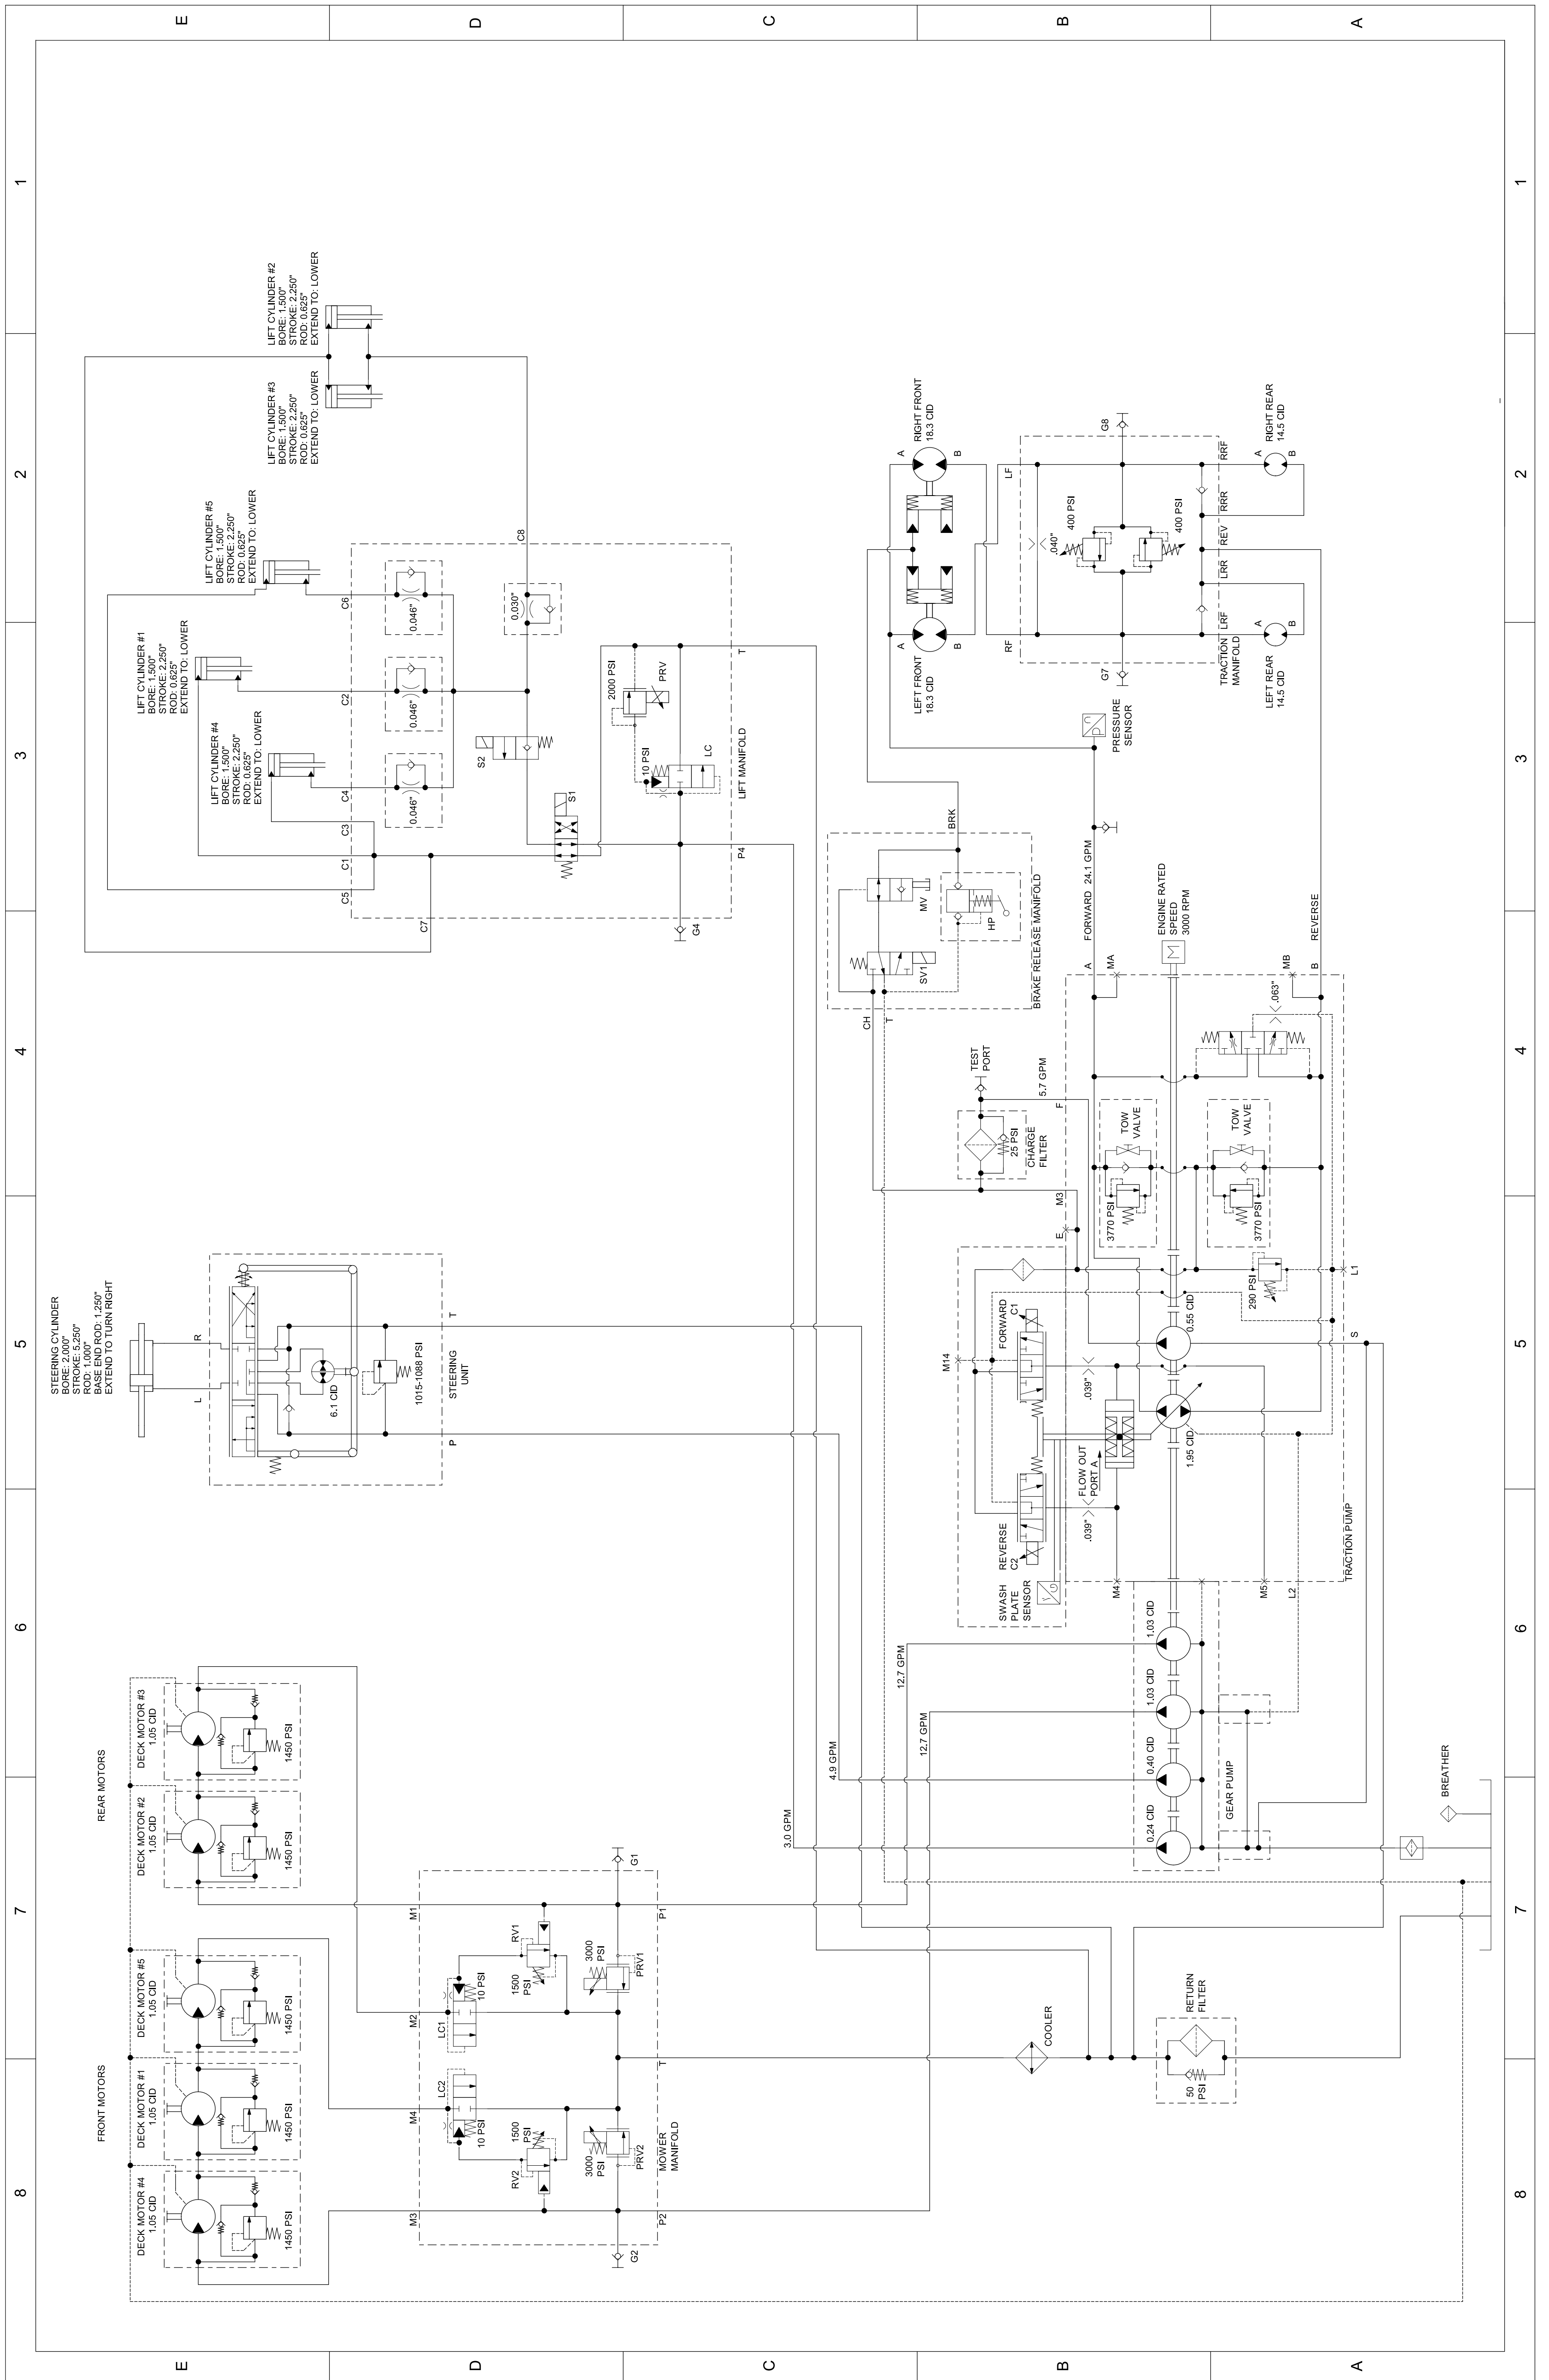 E
D
C
B
A
1
2
3
4
5
6
7
8
1
2
3
4
5
6
7
8
E
D
C
B
A
LIFT CYLINDER #2
BORE: 1.500"
STROKE: 2.250"
ROD: 0.625"
EXTEND TO: LOWER
LIFT CYLINDER #3
BORE: 1.500"
STROKE: 2.250"
ROD: 0.625"
EXTEND TO: LOWER
LIFT CYLINDER #5
BORE: 1.500"
STROKE: 2.250"
ROD: 0.625"
EXTEND TO: LOWER
LIFT CYLINDER #1
BORE: 1.500"
STROKE: 2.250"
ROD: 0.625"
EXTEND TO: LOWER
LIFT CYLINDER #4
BORE: 1.500"
STROKE: 2.250"
ROD: 0.625"
EXTEND TO: LOWER
C8
C6
C2
C4
C3
C1
C5
C7
0.046"
0.046"
0.046"
0.030"
S2
S1
2000 PSI
PRV
10 PSI
LC
T
P4
G4
LIFT MANIFOLD
STEERING CYLINDER
BORE: 2.000"
STROKE: 5.250"
ROD: 1.000"
BASE END ROD: 1.250"
EXTEND TO TURN RIGHT
R
L
6.1 CID
1015-1088 PSI
STEERING
UNIT
T
P
RIGHT FRONT
18.3 CID
A
B
LEFT FRONT
18.3 CID
A
B
LF
RF
G8
G7
.040"
400 PSI
400 PSI
RRF
RRR
REV
LRR
LRF
TRACTION
MANIFOLD
RIGHT REAR
14.5 CID
A
B
LEFT REAR
14.5 CID
A
B
PRESSURE
SENSOR
BRK
MV
HP
SV1
CH
T
BRAKE RELEASE MANIFOLD
FORWARD 24.1 GPM
ENGINE RATED
SPEED
3000 RPM
M
REVERSE
A
MA
MB
B
.063"
TEST
PORT
5.7 GPM
F
25 PSI
CHARGE
FILTER
M3
E
TOW
VALVE
3770 PSI
TOW
VALVE
3770 PSI
290 PSI
L1
S
FORWARD
C1
M14
0.55 CID
.039"
.039"
FLOW OUT
PORT A
1.95 CID
REVERSE
C2
SWASH
PLATE
SENSOR
M4
M5
L2
TRACTION PUMP
1.03 CID
1.03 CID
0.40 CID
0.24 CID
GEAR PUMP
12.7 GPM
12.7 GPM
4.9 GPM
3.0 GPM
BREATHER
REAR MOTORS
DECK MOTOR #3
1.05 CID
1450 PSI
DECK MOTOR #2
1.05 CID
1450 PSI
FRONT MOTORS
DECK MOTOR #5
1.05 CID
1450 PSI
DECK MOTOR #1
1.05 CID
1450 PSI
DECK MOTOR #4
1.05 CID
1450 PSI
M1
M2
M4
M3
LC1
10 PSI
RV1
1500
PSI
3000
PSI
PRV1
P1
G1
LC2
10 PSI
RV2
1500
PSI
3000
PSI
PRV2
P2
G2
T
MOWER
MANIFOLD
COOLER
RETURN
FILTER
50
PSI